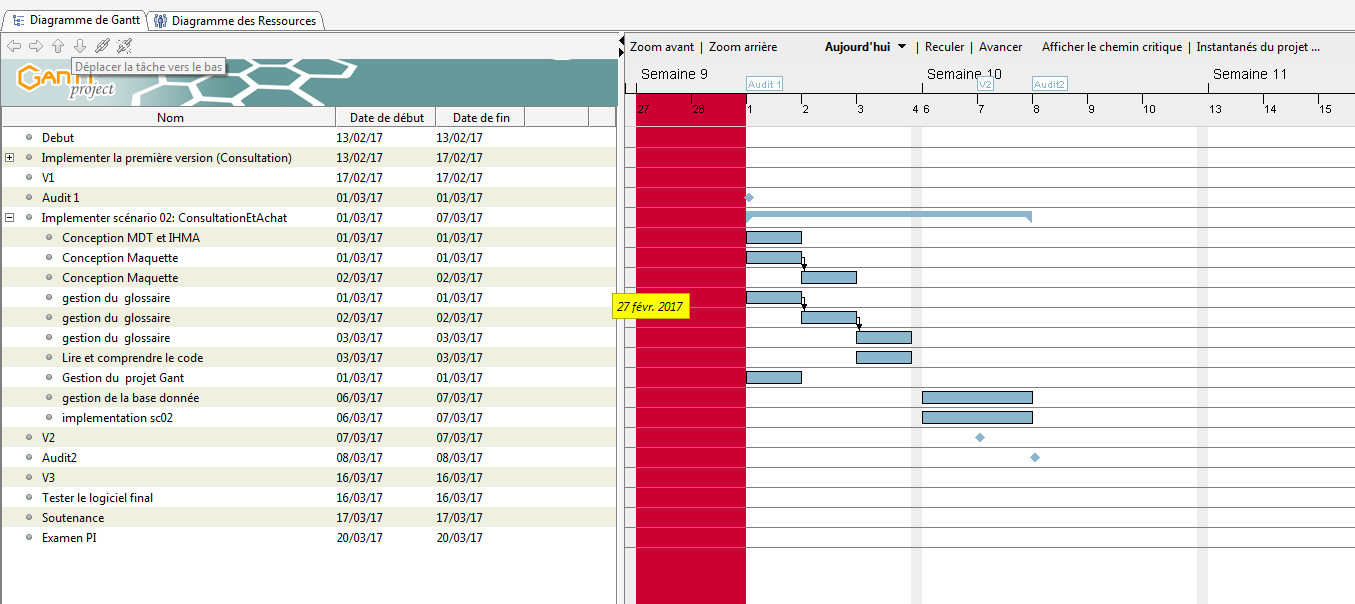 Diagramme de Gantt Diagramme des Ressources
Zoom avant | Zoom arrière Aujourd'hui | Reculer | Avancer Afficher le chemin critique | Instantanés du projet ...
Déplacer la tâche vers le bas
GANTT
project
Semaine 9 Semaine 10 Semaine 11
Audit 1 V2 Audit2
27 28 1 2 3 4 6 7 8 9 10 13 14 15
Nom Date de début Date de fin
Debut 13/02/17 13/02/17
Implementer la première version (Consultation) 13/02/17 17/02/17
V1 17/02/17 17/02/17
Audit 1 01/03/17 01/03/17
Implementer scénario 02: ConsultationEtAchat 01/03/17 07/03/17
Conception MDT et IHMA 01/03/17 01/03/17
Conception Maquette 01/03/17 01/03/17
Conception Maquette 02/03/17 02/03/17
gestion du glossaire 01/03/17 01/03/17
27 févr. 2017
gestion du glossaire 02/03/17 02/03/17
gestion du glossaire 03/03/17 03/03/17
Lire et comprendre le code 03/03/17 03/03/17
Gestion du projet Gant 01/03/17 01/03/17
gestion de la base donnée 06/03/17 07/03/17
implementation sc02 06/03/17 07/03/17
V2 07/03/17 07/03/17
Audit2 08/03/17 08/03/17
V3 16/03/17 16/03/17
Tester le logiciel final 16/03/17 16/03/17
Soutenance 17/03/17 17/03/17
Examen PI 20/03/17 20/03/17